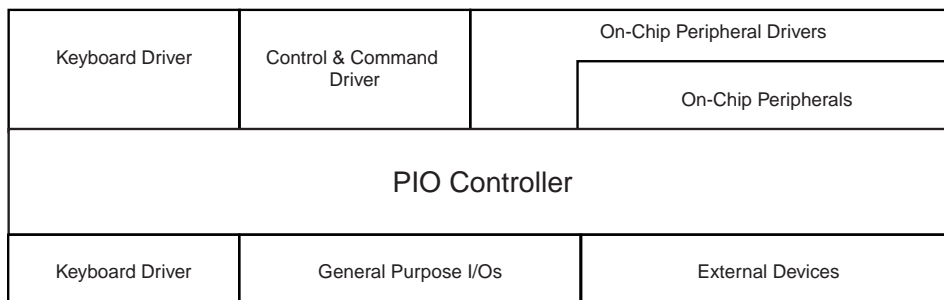 Keyboard Driver
Control & Command
Driver
On-Chip Peripheral Drivers
On-Chip Peripherals
PIO Controller
Keyboard Driver
General Purpose I/Os
External Devices